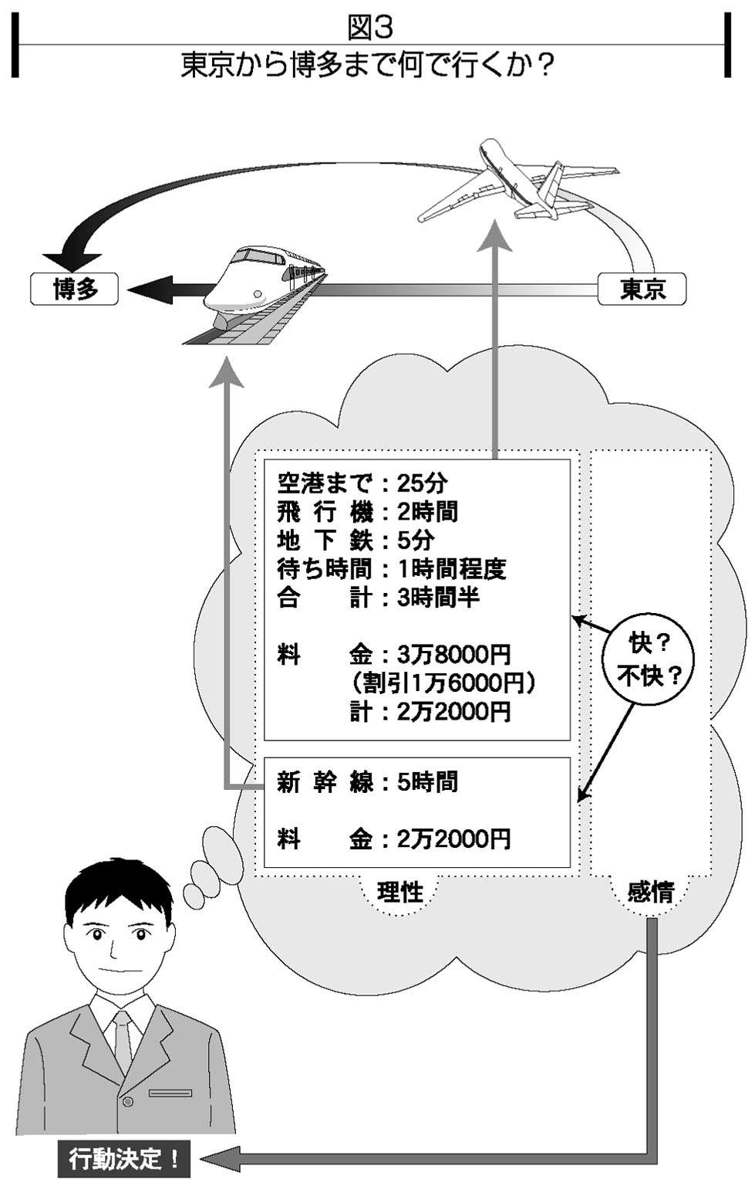 図3
東京から博多まで何で行くか？
博多
東京
空港まで：25分
飛行機：2時間
地下鉄：5分
待ち時間：1時間程度
合計：3時間半
料金：3万8000円
（割引1万6000円）
計：2万2000円
快？
不快？
新幹線：5時間
料金：2万2000円
理性
感情
行動決定！